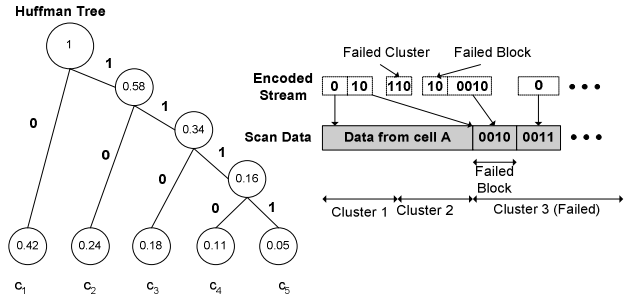 Huffman Tree
1
1
0.58
1
0
0.34
0
1
0.16
0
0
1
0.42
0.24
0.18
0.11
0.05
c1
c2
c3
c4
c5
Failed Cluster
Failed Block
Encoded Stream
0 10 110 10 0010 0 • • •
Scan Data
Data from cell A 0010 0011 • • •
Failed
Block
Cluster 1 Cluster 2 Cluster 3 (Failed)